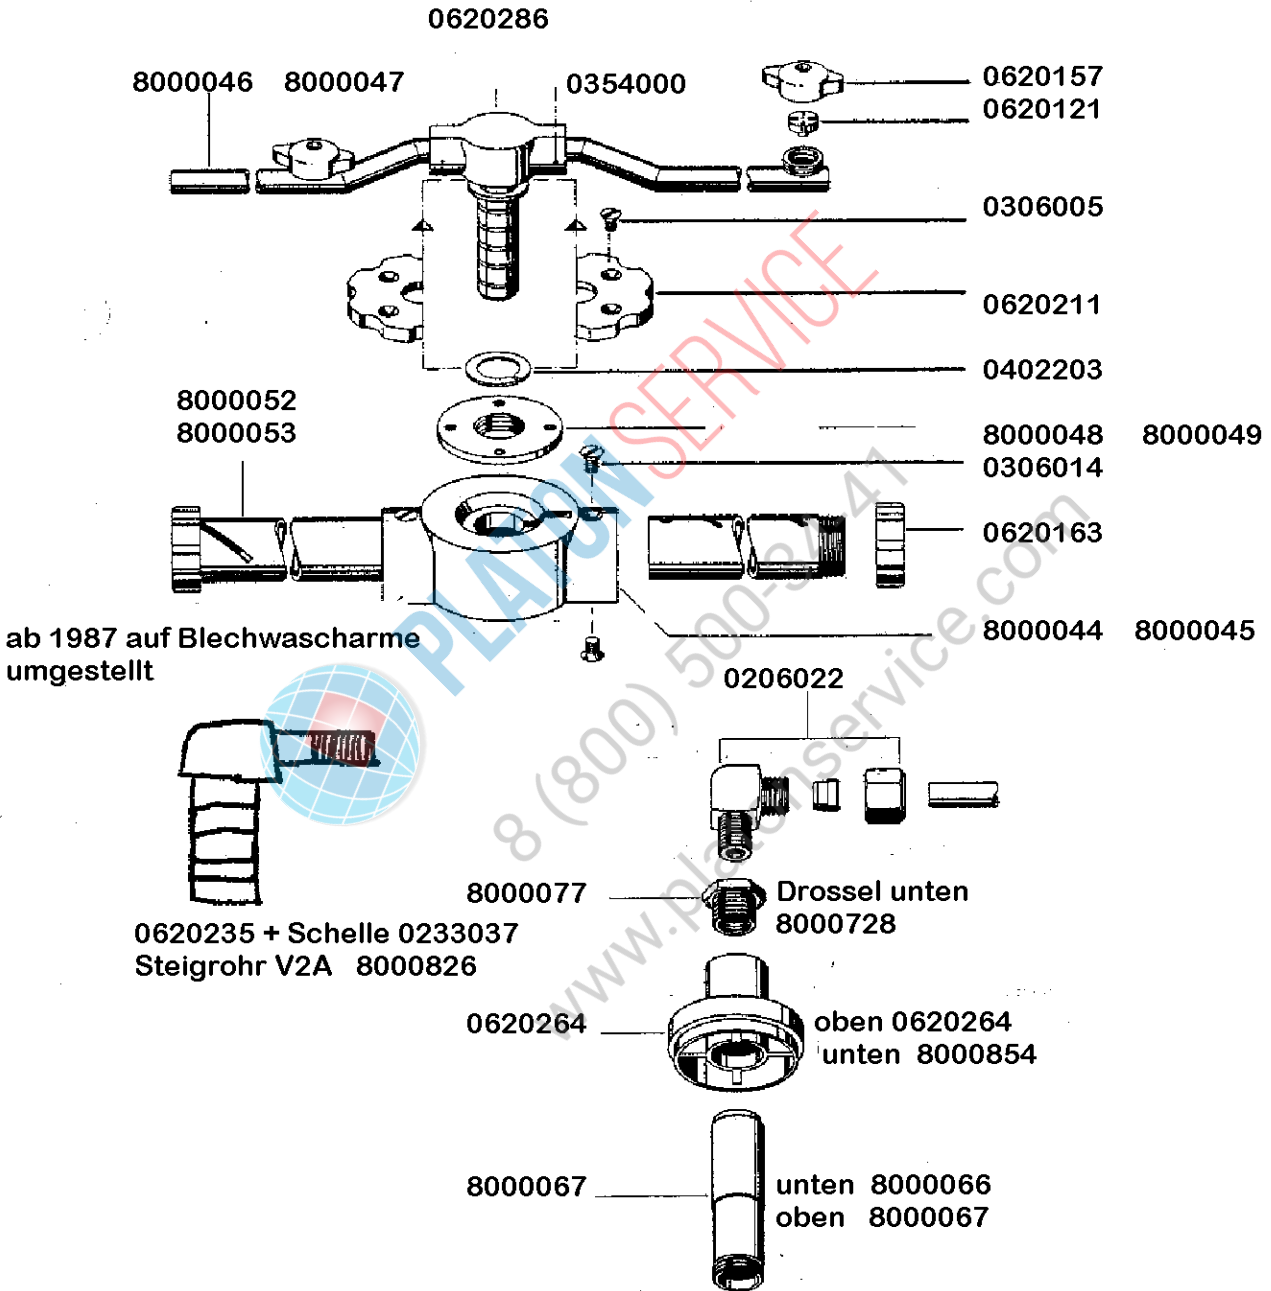 0620286
8000046 8000047 0354000 0620157
0620121
0306005
0620211
0402203
8000052
8000053
8000048 8000049
0306014
0620163
ab 1987 auf Blechwascharme
umgestellt
8000044 8000045
0206022
8000077 Drossel unten
8000728
0620235 + Schelle 0233037
Steigrohr V2A 8000826
0620264 oben 0620264
unten 8000854
8000067 unten 8000066
oben 8000067
PLATON SERVICE
8 (800) 500-34-41
www.platonservice.com